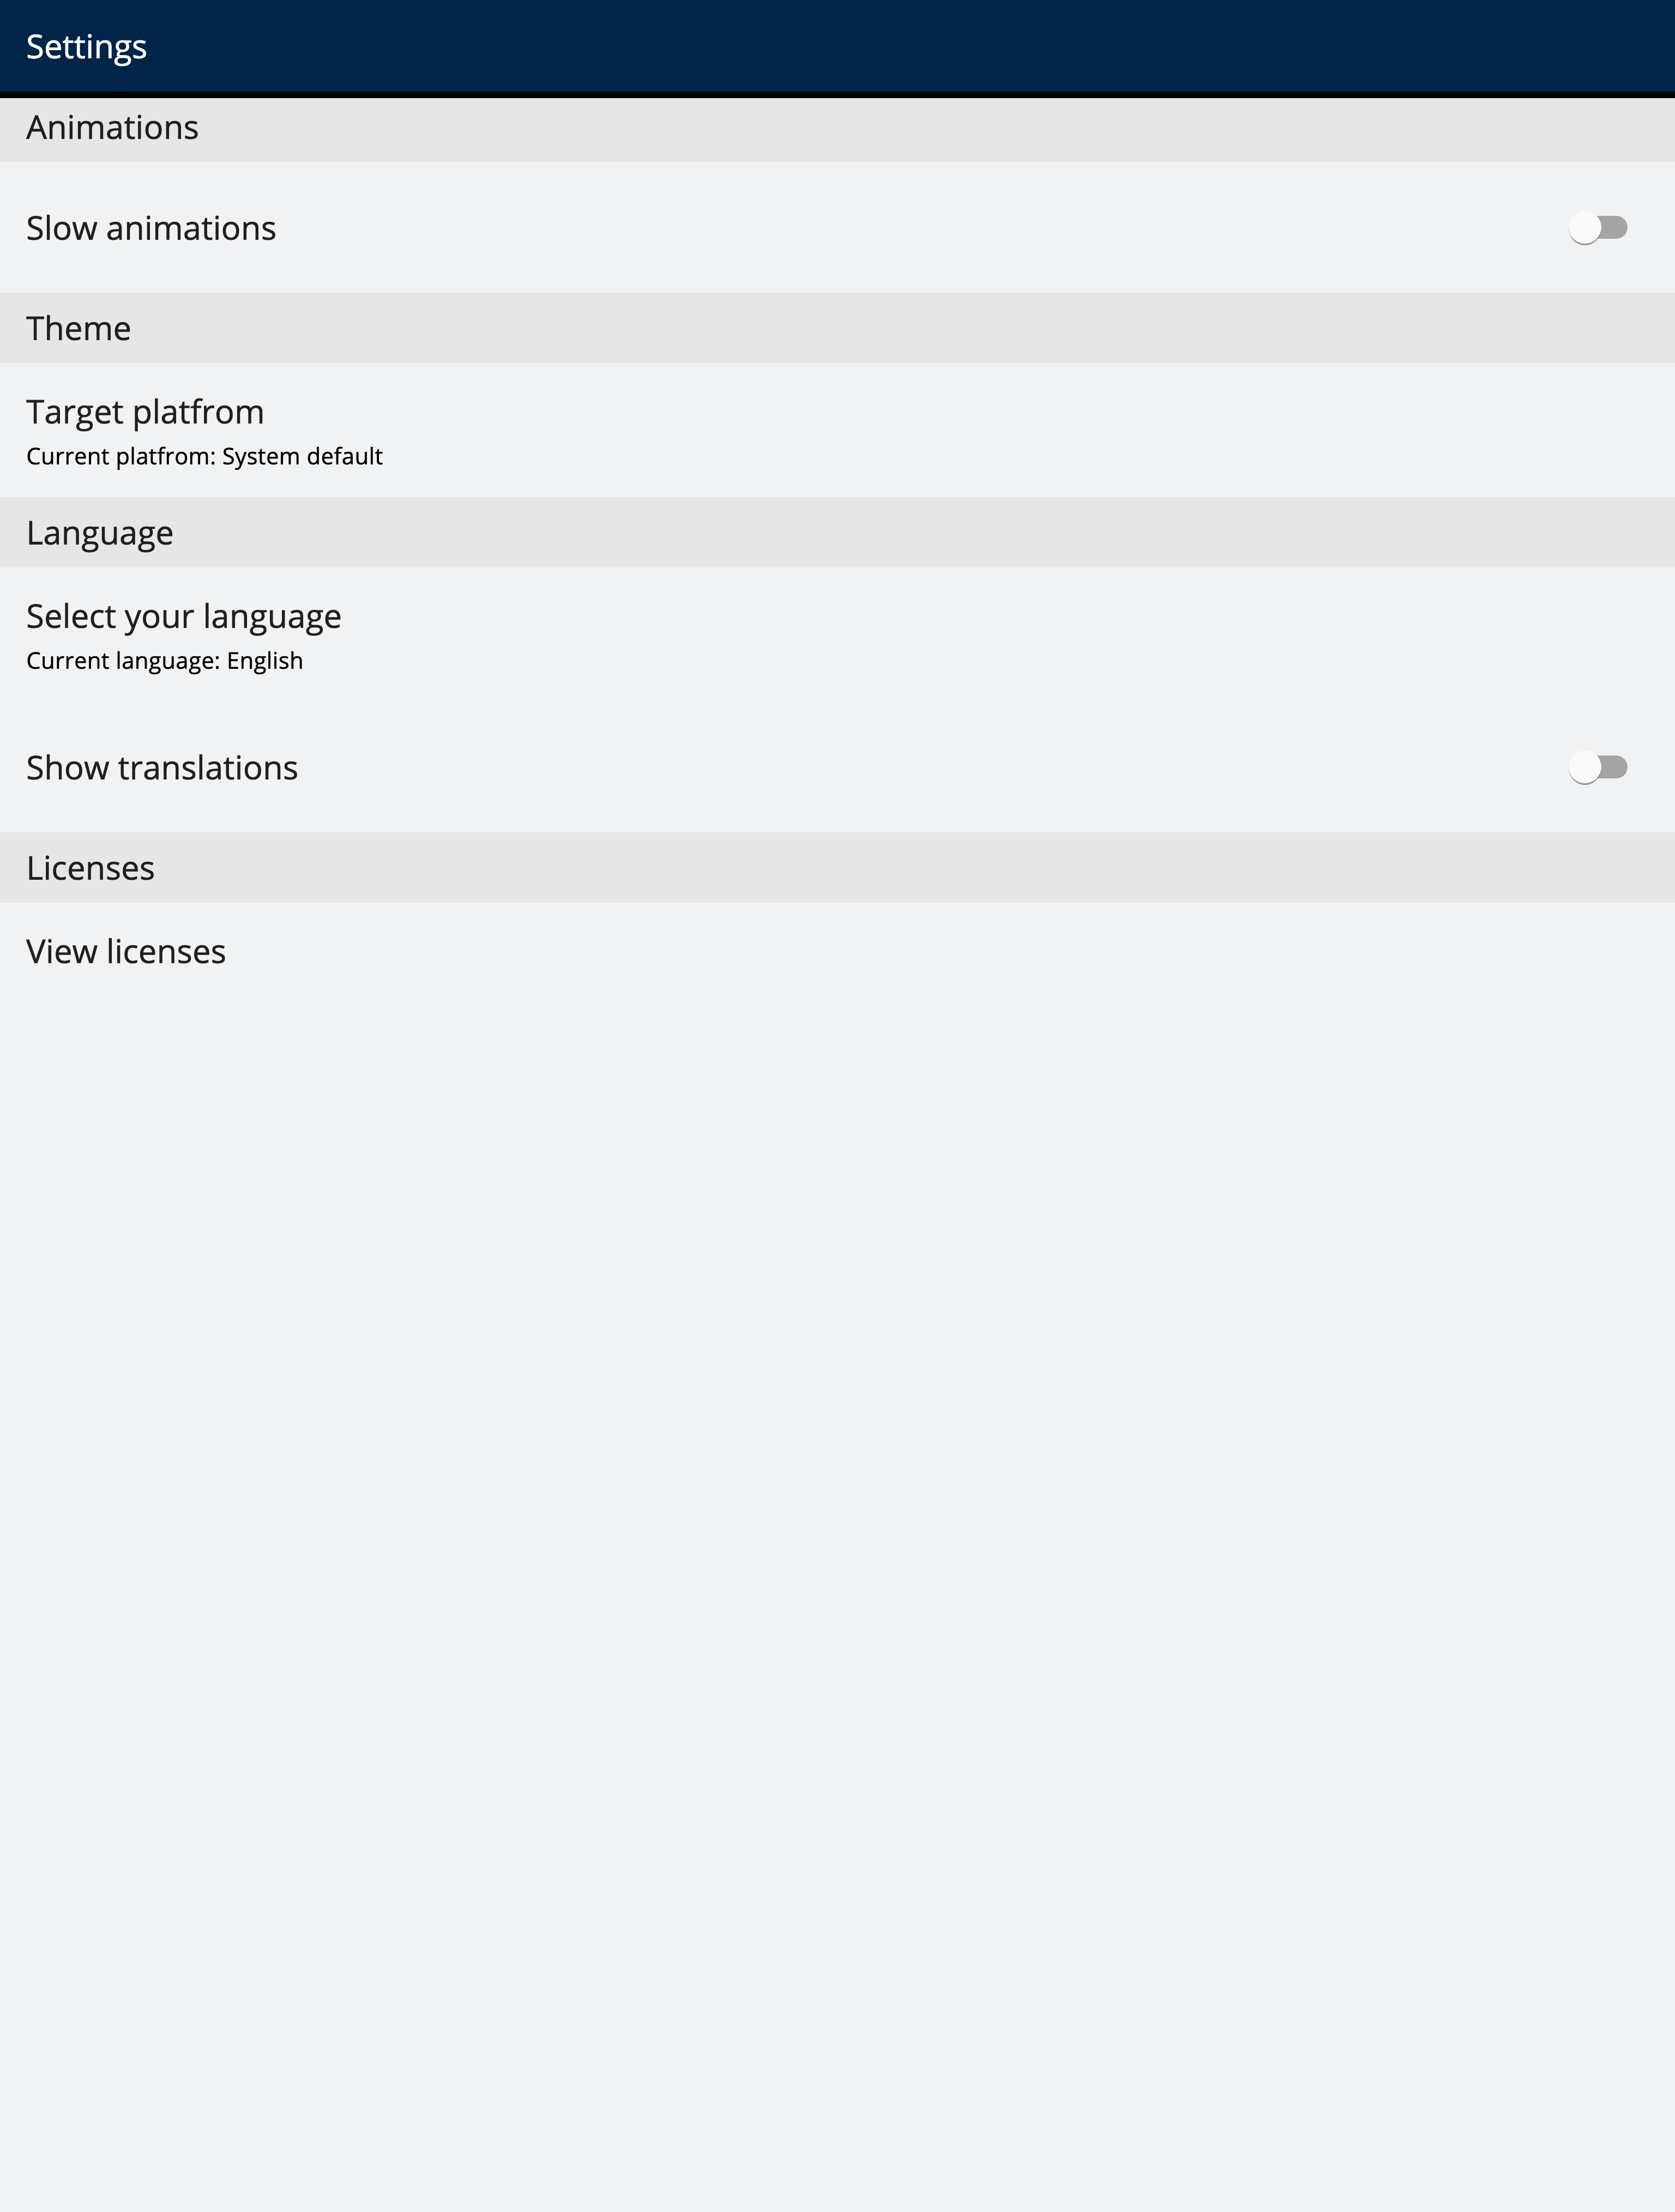 Settings
Animations
Slow animations
Theme
Target platfrom
Current platfrom: System default
Language
Select your language
Current language: English
Show translations
Licenses
View licenses